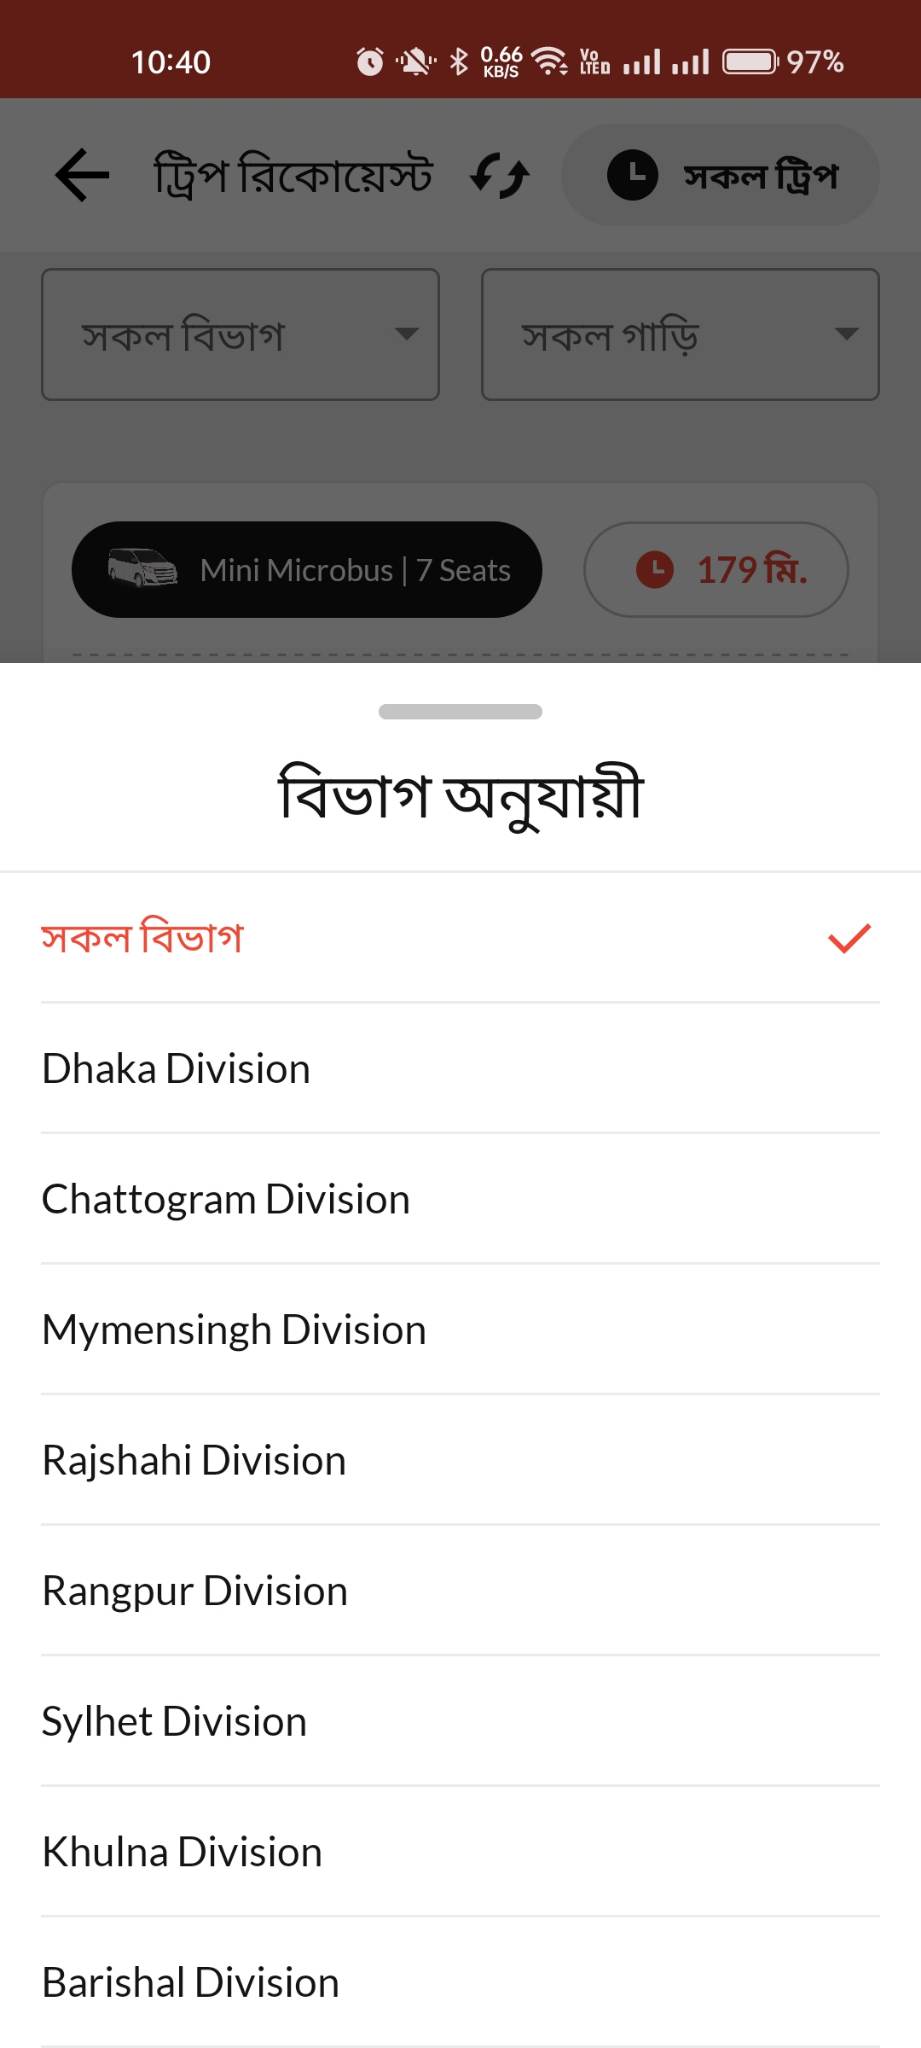 10:40 0.66 KB/S Vo LTED 97%
ট্রিপ রিকোয়েস্ট সকল ট্রিপ
সকল বিভাগ সকল গাড়ি
Mini Microbus | 7 Seats 179 মি.
বিভাগ অনুযায়ী
সকল বিভাগ
Dhaka Division
Chattogram Division
Mymensingh Division
Rajshahi Division
Rangpur Division
Sylhet Division
Khulna Division
Barishal Division